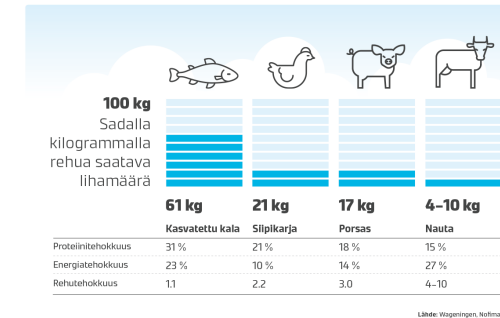 100 kg
Sadalla
kilogrammalla
rehua saatava
lihamäärä
61 kg 21 kg 17 kg 4–10 kg
Kasvatettu kala Siipikarja Porsas Nauta
Proteiinitehokkuus 31 % 21 % 18 % 15 %
Energiatehokkuus 23 % 10 % 14 % 27 %
Rehutehokkuus 1.1 2.2 3.0 4–10
Lähde: Wageningen, Nofima